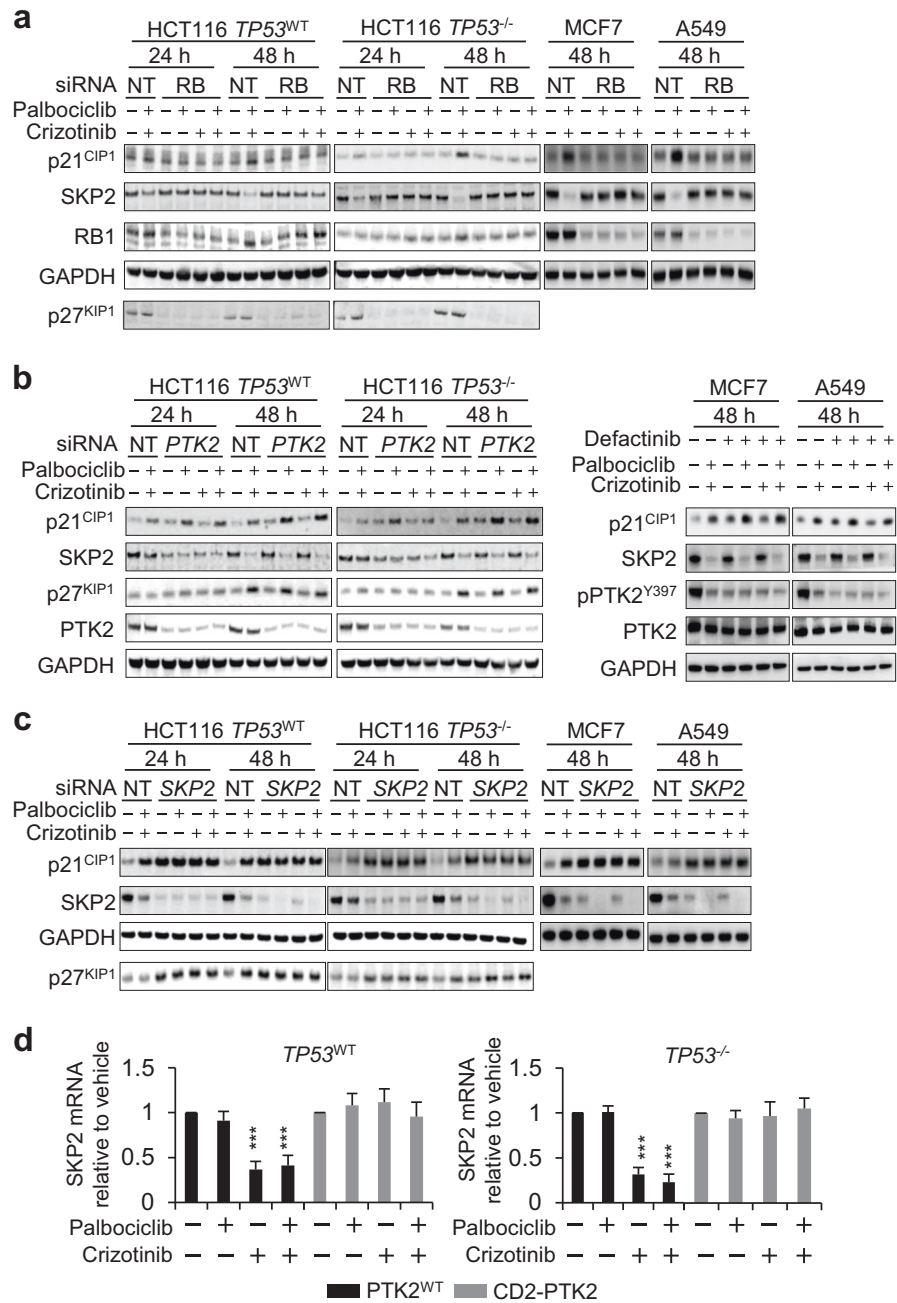 a
HCT116 TP53WT HCT116 TP53-/- MCF7 A549
24 h 48 h 24 h 48 h 48 h 48 h
siRNA NT RB NT RB NT RB NT RB NT RB NT RB
Palbociclib − + − + − + − + − + − + − + − + − + − + − + − + − + − + − + − + − + − +
Crizotinib − + − − + + − + − − + + − + − − + + − + − − + + − + − − + + − + − − + +
p21CIP1
SKP2
RB1
GAPDH
p27KIP1
b
HCT116 TP53WT HCT116 TP53-/-
24 h 48 h 24 h 48 h
siRNA NT PTK2 NT PTK2 NT PTK2 NT PTK2
Palbociclib − + − + − + − + − + − + − + − + − + − + − + − +
Crizotinib − + − − + + − + − − + + − + − − + + − + − − + +
p21CIP1
SKP2
p27KIP1
PTK2
GAPDH
MCF7 A549
48 h 48 h
Defactinib − − + + + + − − + + + +
Palbociclib − + − + − + − + − + − +
Crizotinib − + − − + + − + − − + +
p21CIP1
SKP2
pPTK2Y397
PTK2
GAPDH
c
HCT116 TP53WT HCT116 TP53-/- MCF7 A549
24 h 48 h 24 h 48 h 48 h 48 h
siRNA NT SKP2 NT SKP2 NT SKP2 NT SKP2 NT SKP2 NT SKP2
Palbociclib − + − + − + − + − + − + − + − + − + − + − + − + − + − + − + − + − + − +
Crizotinib − + − − + + − + − − + + − + − − + + − + − − + + − + − − + + − + − − + +
p21CIP1
SKP2
GAPDH
p27KIP1
d
TP53WT
SKP2 mRNA
relative to vehicle
1.5
1
0.5
0
*** ***
Palbociclib − + − + − + − +
Crizotinib − − + + − − + +
TP53-/-
SKP2 mRNA
relative to vehicle
1.5
1
0.5
0
*** ***
Palbociclib − + − + − + − +
Crizotinib − − + + − − + +
PTK2WT CD2-PTK2